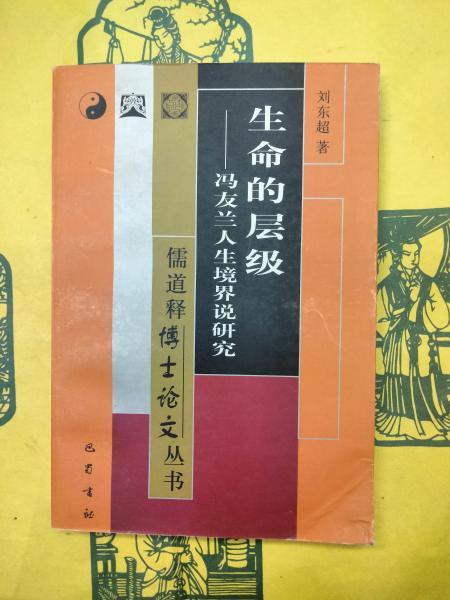 刘东超 著
生命的层级
——冯友兰人生境界说研究
儒道释博士论文丛书
巴蜀书社